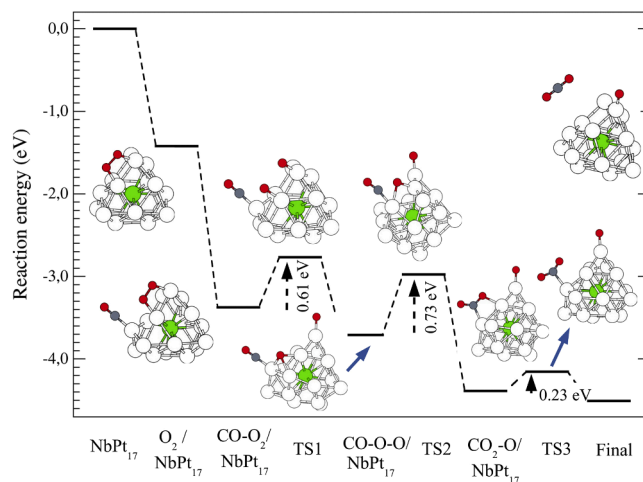 0,0
-1,0
-2,0
-3,0
-4,0
Reaction energy (eV)
0.61 eV
0.73 eV
0.23 eV
NbPt17
O2 /
NbPt17
CO-O2/
NbPt17
TS1
CO-O-O/
NbPt17
TS2
CO2-O/
NbPt17
TS3
Final